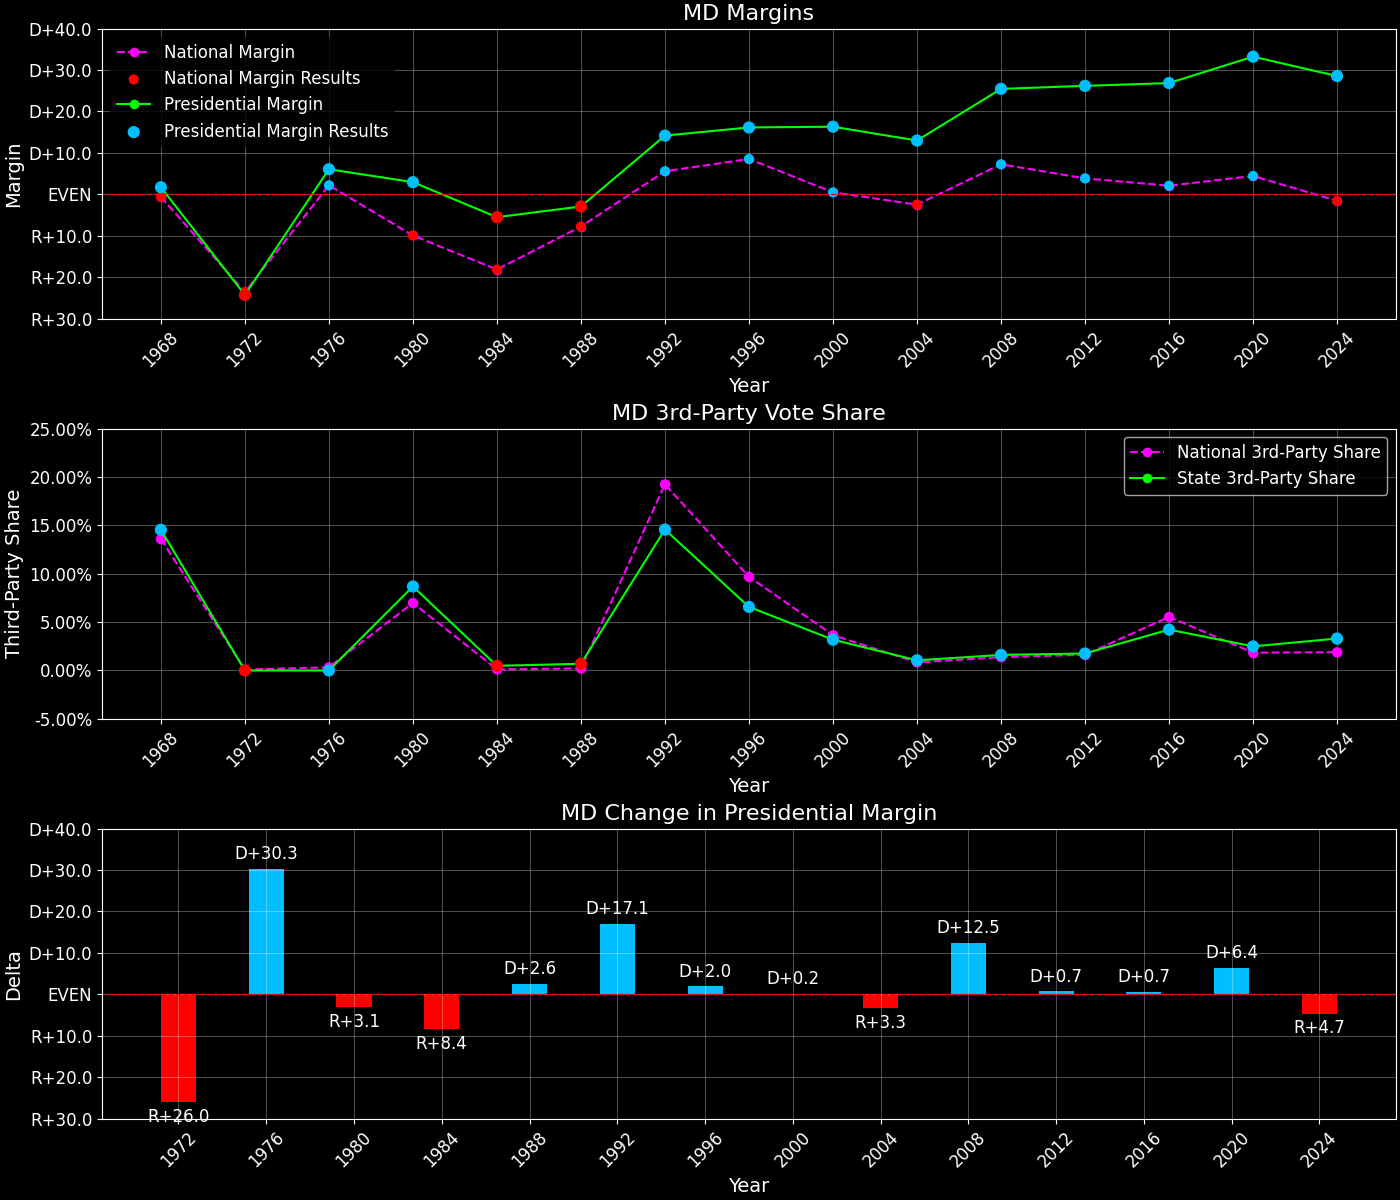 MD Margins
D+40.0
D+30.0
D+20.0
D+10.0
EVEN
R+10.0
R+20.0
R+30.0
Margin
National Margin
National Margin Results
Presidential Margin
Presidential Margin Results
1968 1972 1976 1980 1984 1988 1992 1996 2000 2004 2008 2012 2016 2020 2024
Year
MD 3rd-Party Vote Share
25.00%
20.00%
15.00%
10.00%
5.00%
0.00%
-5.00%
Third-Party Share
National 3rd-Party Share
State 3rd-Party Share
1968 1972 1976 1980 1984 1988 1992 1996 2000 2004 2008 2012 2016 2020 2024
Year
MD Change in Presidential Margin
D+40.0
D+30.0
D+20.0
D+10.0
EVEN
R+10.0
R+20.0
R+30.0
Delta
R+26.0
D+30.3
R+3.1
R+8.4
D+2.6
D+17.1
D+2.0
D+0.2
R+3.3
D+12.5
D+0.7
D+0.7
D+6.4
R+4.7
1972 1976 1980 1984 1988 1992 1996 2000 2004 2008 2012 2016 2020 2024
Year